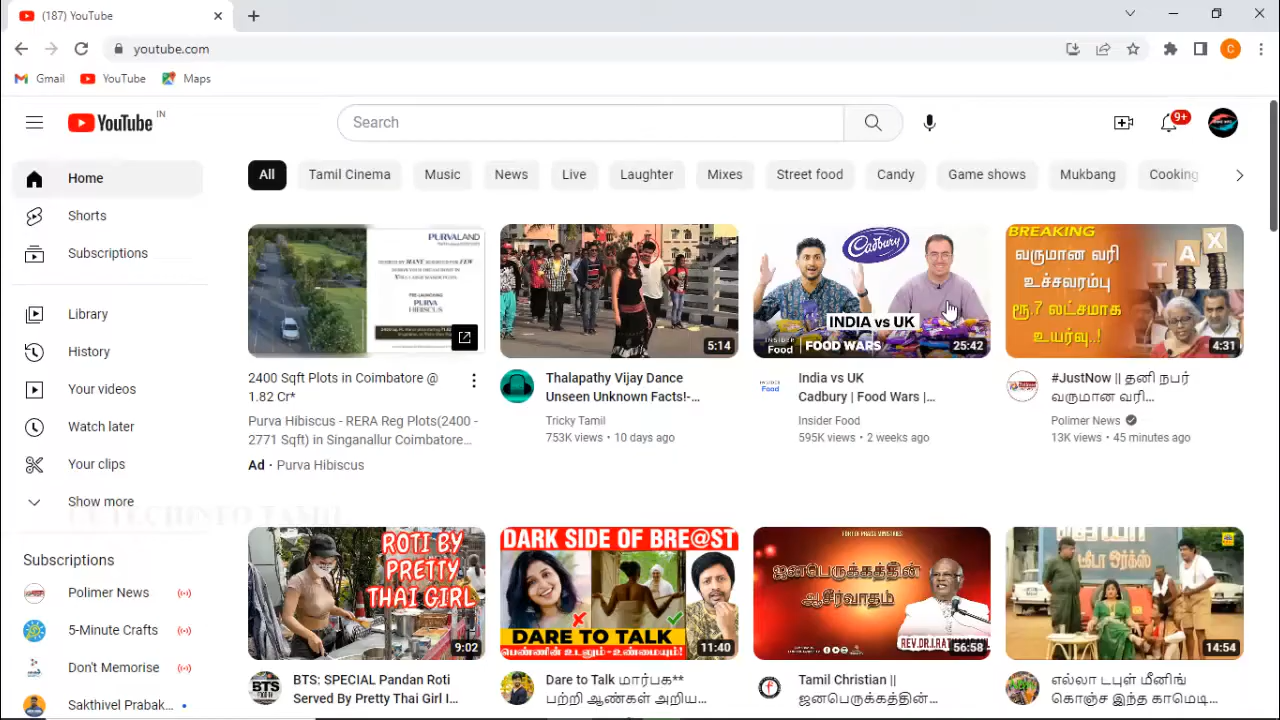 (187) YouTube
youtube.com
Gmail
YouTube
Maps
YouTube IN
Search
9+
Home
Shorts
Subscriptions
Library
History
Your videos
Watch later
Your clips
Show more
Subscriptions
Polimer News
5-Minute Crafts
Don't Memorise
Sakthivel Prabak...
All
Tamil Cinema
Music
News
Live
Laughter
Mixes
Street food
Candy
Game shows
Mukbang
Cooking
PURVALAND
PURVA
HIBISCUS
2400 Sqft Plots in Coimbatore @
1.82 Cr*
Purva Hibiscus - RERA Reg Plots(2400 -
2771 Sqft) in Singanallur Coimbatore...
Ad · Purva Hibiscus
5:14
Thalapathy Vijay Dance
Unseen Unknown Facts!-...
Tricky Tamil
753K views · 10 days ago
Cadbury
INDIA vs UK
INSIDER
Food
FOOD WARS
25:42
INSIDER
Food
India vs UK
Cadbury | Food Wars |...
Insider Food
595K views · 2 weeks ago
BREAKING
வருமான வரி
உச்சவரம்பு
ரூ.7 லட்சமாக
உயர்வு..!
A X
4:31
#JustNow || தனி நபர்
வருமான வரி...
Polimer News
13K views · 45 minutes ago
ROTI BY
PRETTY
THAI GIRL
9:02
BTS
BTS: SPECIAL Pandan Roti
Served By Pretty Thai Girl I...
DARK SIDE OF BRE@ST
DARE TO TALK
பெண்ணின் உடலும் - உண்மையும்!
11:40
Dare to Talk மார்பக**
பற்றி ஆண்கள் அறிய...
ஜனபெருக்கத்தின்
ஆசீர்வாதம்
56:58
Tamil Christian ||
ஜனபெருக்கத்தின்...
14:54
எல்லா டபுள் மீனிங்
கொஞ்ச இந்த காமெடி...